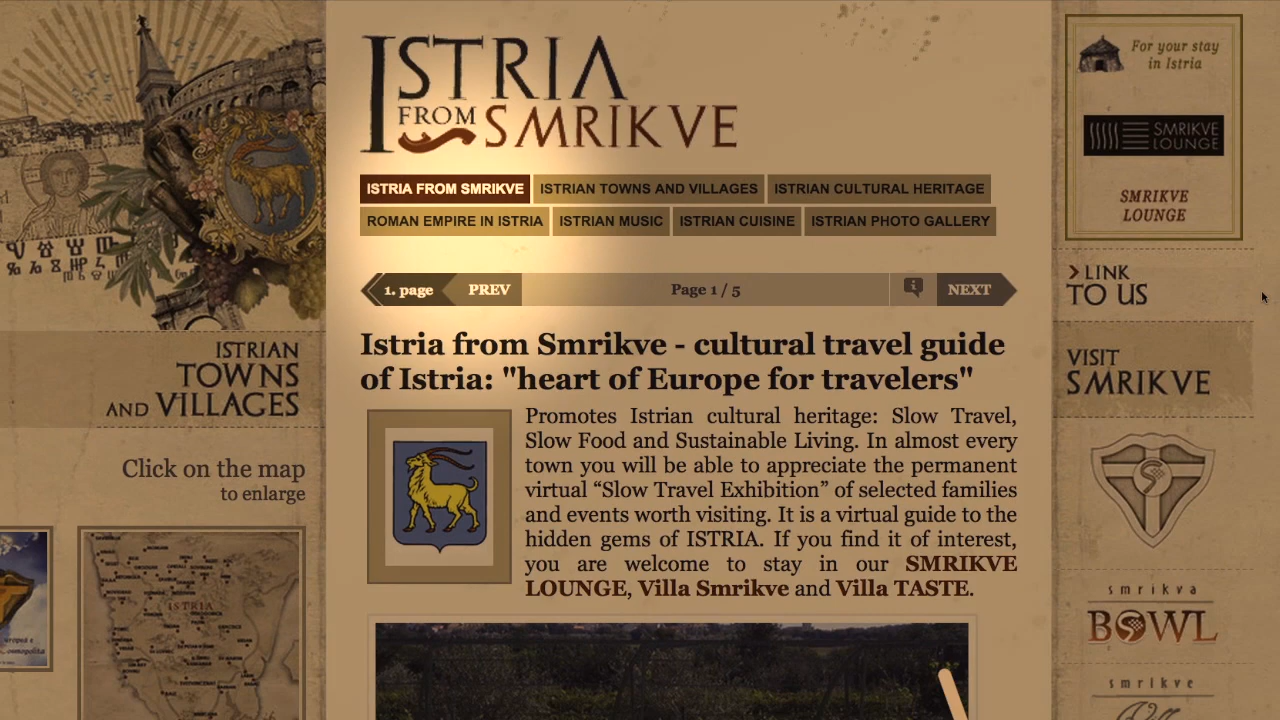 ISTRIA
FROM SMRIKVE
ISTRIA FROM SMRIKVE
ISTRIAN TOWNS AND VILLAGES
ISTRIAN CULTURAL HERITAGE
ROMAN EMPIRE IN ISTRIA
ISTRIAN MUSIC
ISTRIAN CUISINE
ISTRIAN PHOTO GALLERY
1. page
PREV
Page 1 / 5
NEXT
Istria from Smrikve - cultural travel guide
of Istria: "heart of Europe for travelers"
Promotes Istrian cultural heritage: Slow Travel,
Slow Food and Sustainable Living. In almost every
town you will be able to appreciate the permanent
virtual “Slow Travel Exhibition” of selected families
and events worth visiting. It is a virtual guide to the
hidden gems of ISTRIA. If you find it of interest,
you are welcome to stay in our SMRIKVE
LOUNGE, Villa Smrikve and Villa TASTE.
ISTRIAN
TOWNS
AND VILLAGES
Click on the map
to enlarge
ISTRIA
For your stay
in Istria
SMRIKVE
LOUNGE
SMRIKVE
LOUNGE
LINK
TO US
VISIT
SMRIKVE
smrikva
BOWL
smrikve